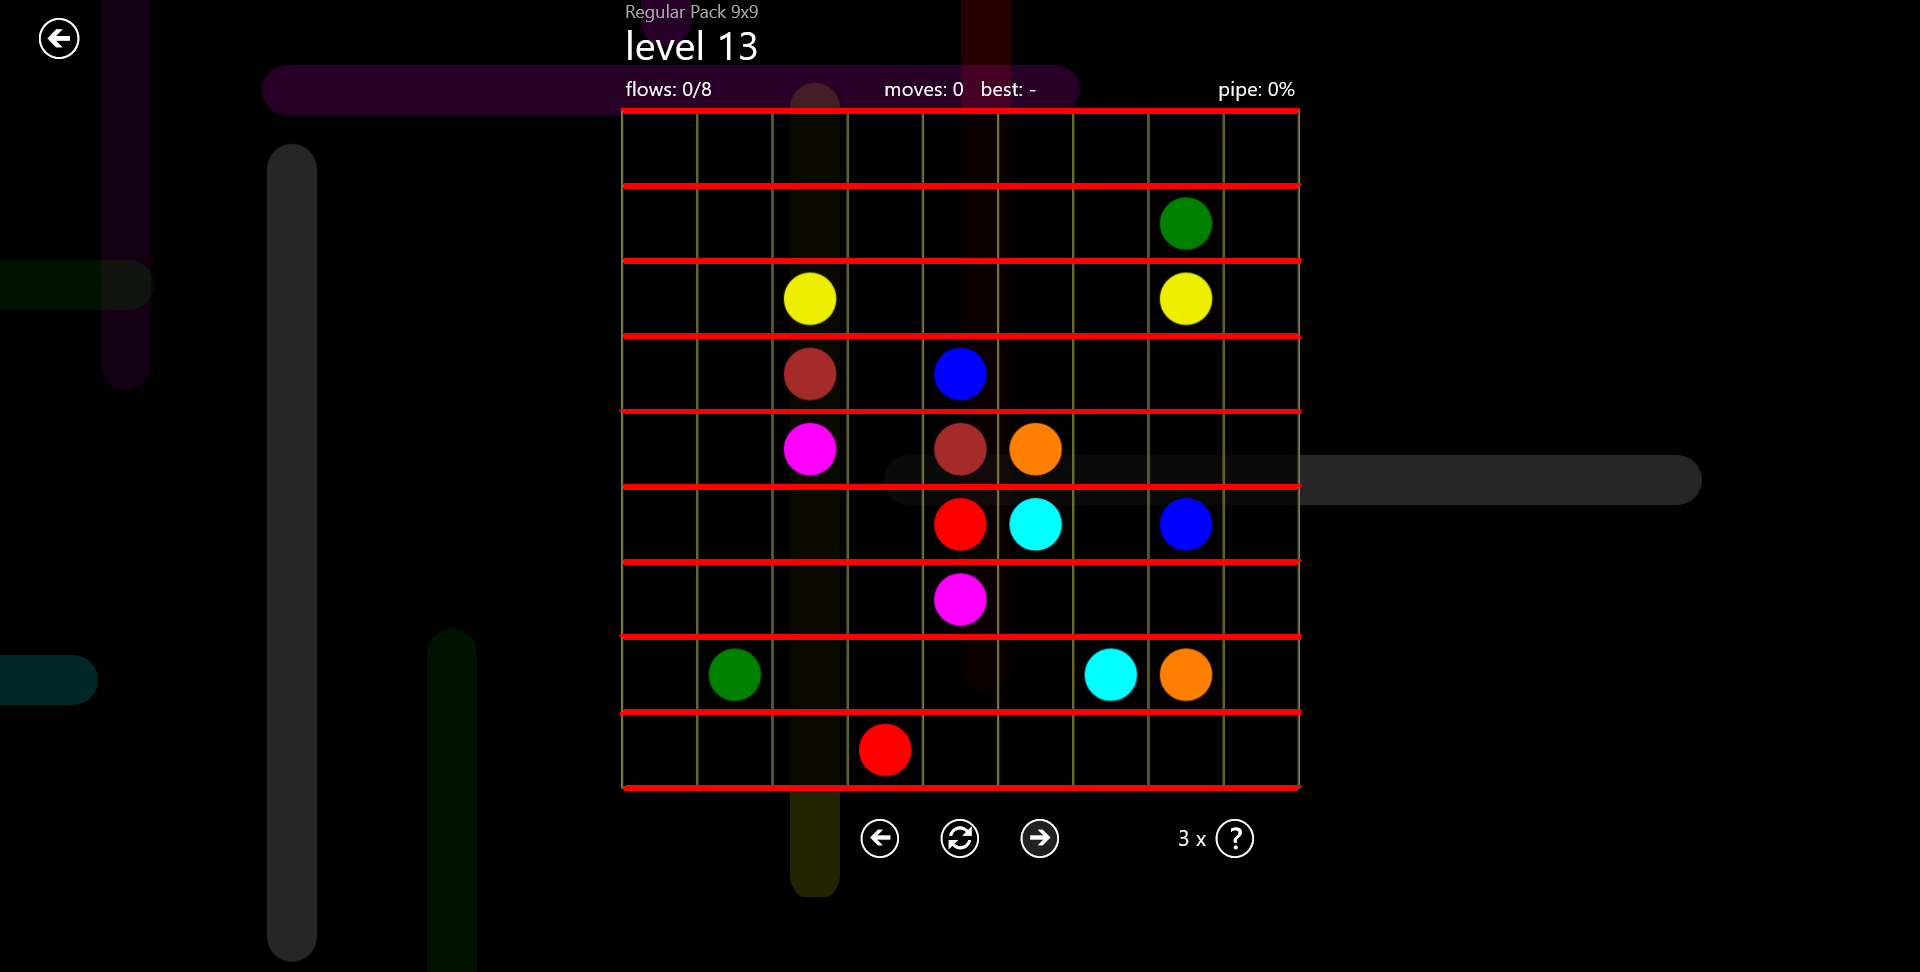 Regular Pack 9x9
level 13
flows: 0/8 moves: 0 best: - pipe: 0%
3 x ?